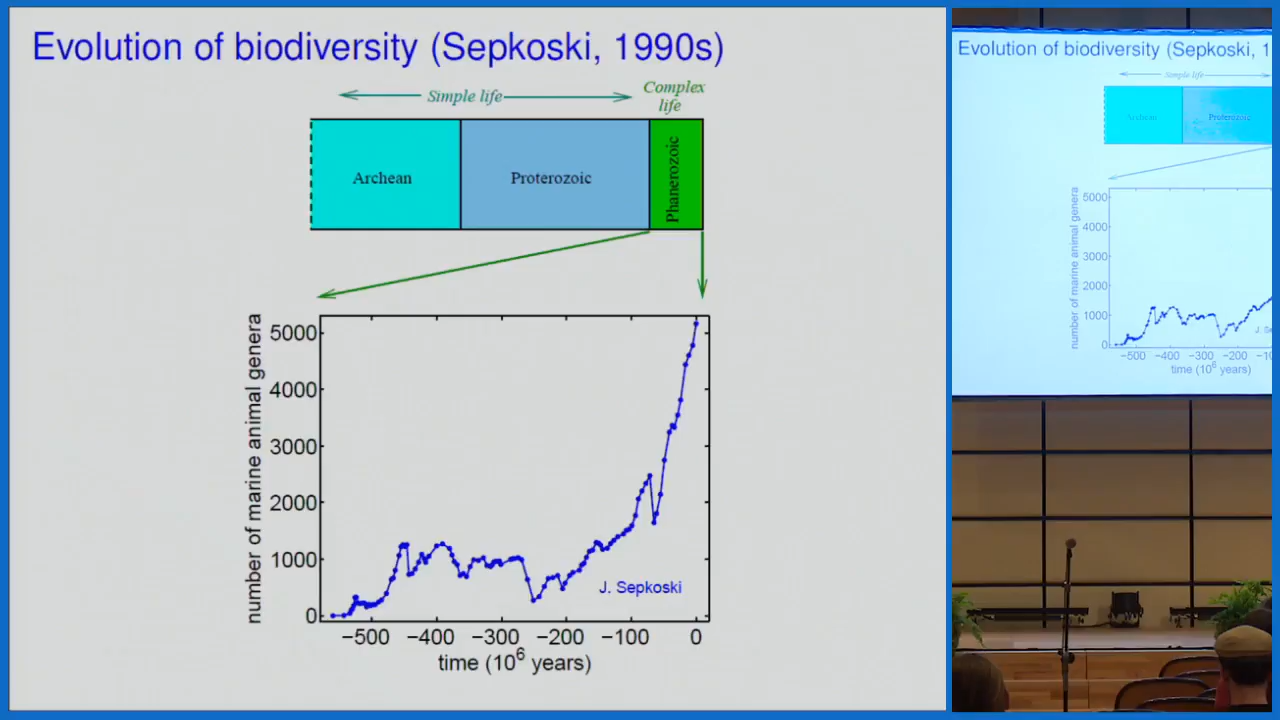 Evolution of biodiversity (Sepkoski, 1990s)
Simple life
Complex
life
Archean
Proterozoic
Phanerozoic
number of marine animal genera
5000
4000
3000
2000
1000
0
J. Sepkoski
−500 −400 −300 −200 −100 0
time (10⁶ years)
Evolution of biodiversity (Sepkoski, 1
Simple life
Archean
Proterozoic
number of marine animal genera
5000
4000
3000
2000
1000
0
J. S
−500 −400 −300 −200 −10
time (10⁶ years)